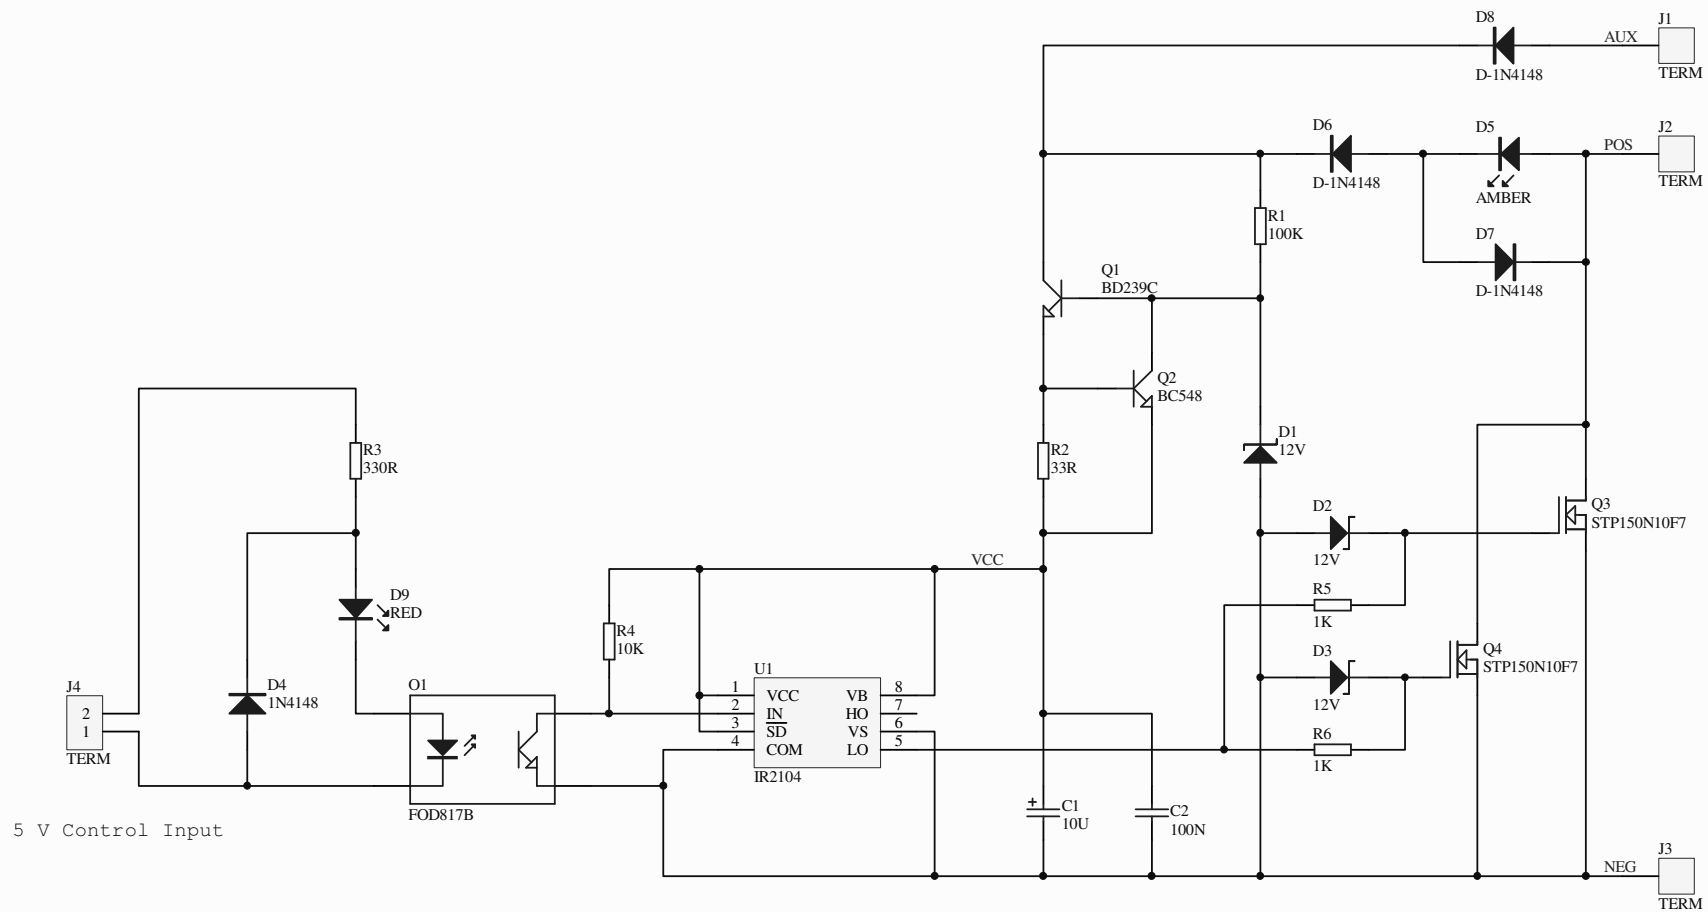 D8
J1
AUX
D-1N4148
TERM
D6
D5
J2
POS
D-1N4148
AMBER
TERM
R1
100K
D7
D-1N4148
Q1
BD239C
Q2
BC548
D1
12V
R3
330R
R2
33R
D2
12V
Q3
STP150N10F7
VCC
R5
1K
D9
RED
R4
10K
D3
12V
Q4
STP150N10F7
J4
2
1
TERM
D4
1N4148
O1
FOD817B
U1
1 VCC VB 8
2 IN HO 7
3 SD VS 6
4 COM LO 5
IR2104
R6
1K
+
C1
10U
C2
100N
5 V Control Input
J3
NEG
TERM